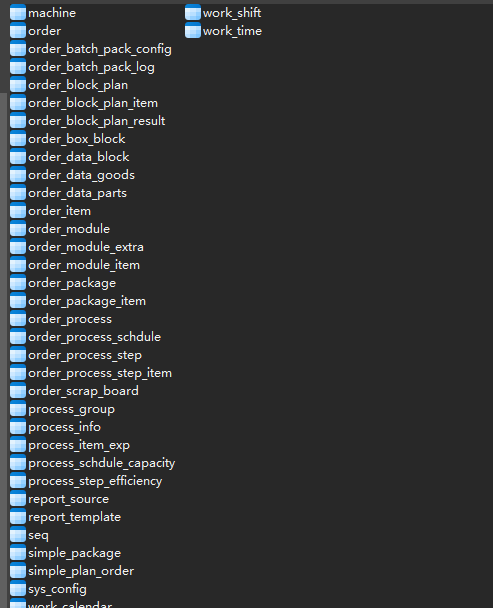 machine
order
order_batch_pack_config
order_batch_pack_log
order_block_plan
order_block_plan_item
order_block_plan_result
order_box_block
order_data_block
order_data_goods
order_data_parts
order_item
order_module
order_module_extra
order_module_item
order_package
order_package_item
order_process
order_process_schdule
order_process_step
order_process_step_item
order_scrap_board
process_group
process_info
process_item_exp
process_schdule_capacity
process_step_efficiency
report_source
report_template
seq
simple_package
simple_plan_order
sys_config
work_calendar
work_shift
work_time